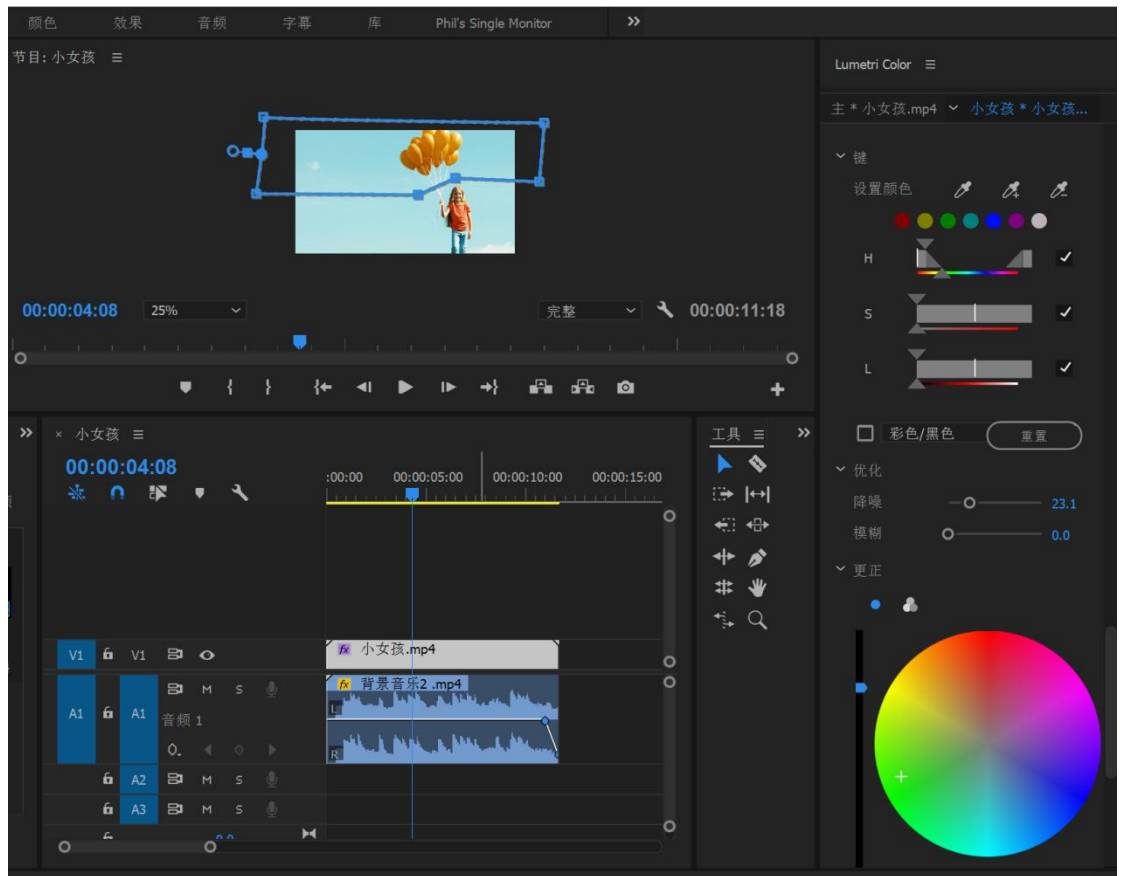 颜色 效果 音频 字幕 库 Phil's Single Monitor
节目: 小女孩
00:00:04:08 25% 完整 00:00:11:18
Lumetri Color
主 * 小女孩.mp4 小女孩 * 小女孩...
键
设置颜色
H
S
L
彩色/黑色 重置
优化
降噪 23.1
模糊 0.0
更正
× 小女孩
00:00:04:08
:00:00 00:00:05:00 00:00:10:00 00:00:15:00
工具
V1 V1 fx 小女孩.mp4
fx 背景音乐2 .mp4
A1 A1 M S
音频 1
L
R
A2 M S
A3 M S